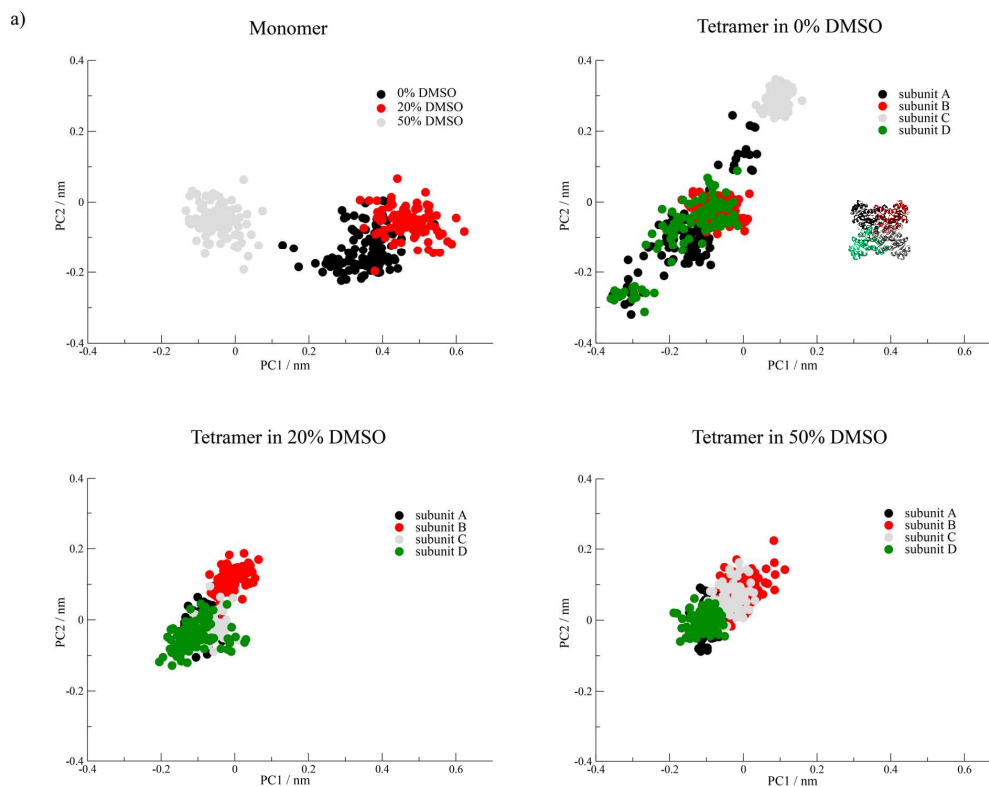 a)
Monomer
0.4
0.2
0
-0.2
-0.4
PC2 / nm
-0.4
-0.2
0
0.2
0.4
0.6
PC1 / nm
0% DMSO
20% DMSO
50% DMSO
Tetramer in 0% DMSO
0.4
0.2
0
-0.2
-0.4
PC2 / nm
-0.4
-0.2
0
0.2
0.4
0.6
PC1 / nm
subunit A
subunit B
subunit C
subunit D
Tetramer in 20% DMSO
0.4
0.2
0
-0.2
-0.4
PC2 / nm
-0.4
-0.2
0
0.2
0.4
0.6
PC1 / nm
subunit A
subunit B
subunit C
subunit D
Tetramer in 50% DMSO
0.4
0.2
0
-0.2
-0.4
PC2 / nm
-0.4
-0.2
0
0.2
0.4
0.6
PC1 / nm
subunit A
subunit B
subunit C
subunit D